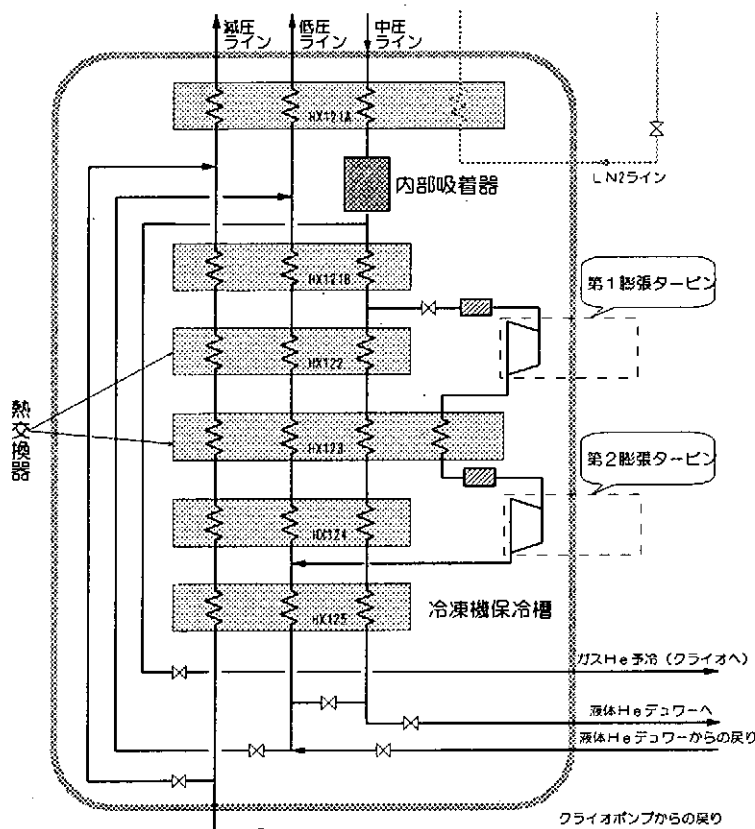 減圧
ライン
低圧
ライン
中圧
ライン
HX121A
LN2ライン
内部吸着器
HX121B
第1膨張タービン
HX122
熱交換器
HX123
第2膨張タービン
HX124
HX125
冷凍機保冷槽
ガスHe予冷(クライオへ)
液体Heデュワーへ
液体Heデュワーからの戻り
クライオポンプからの戻り